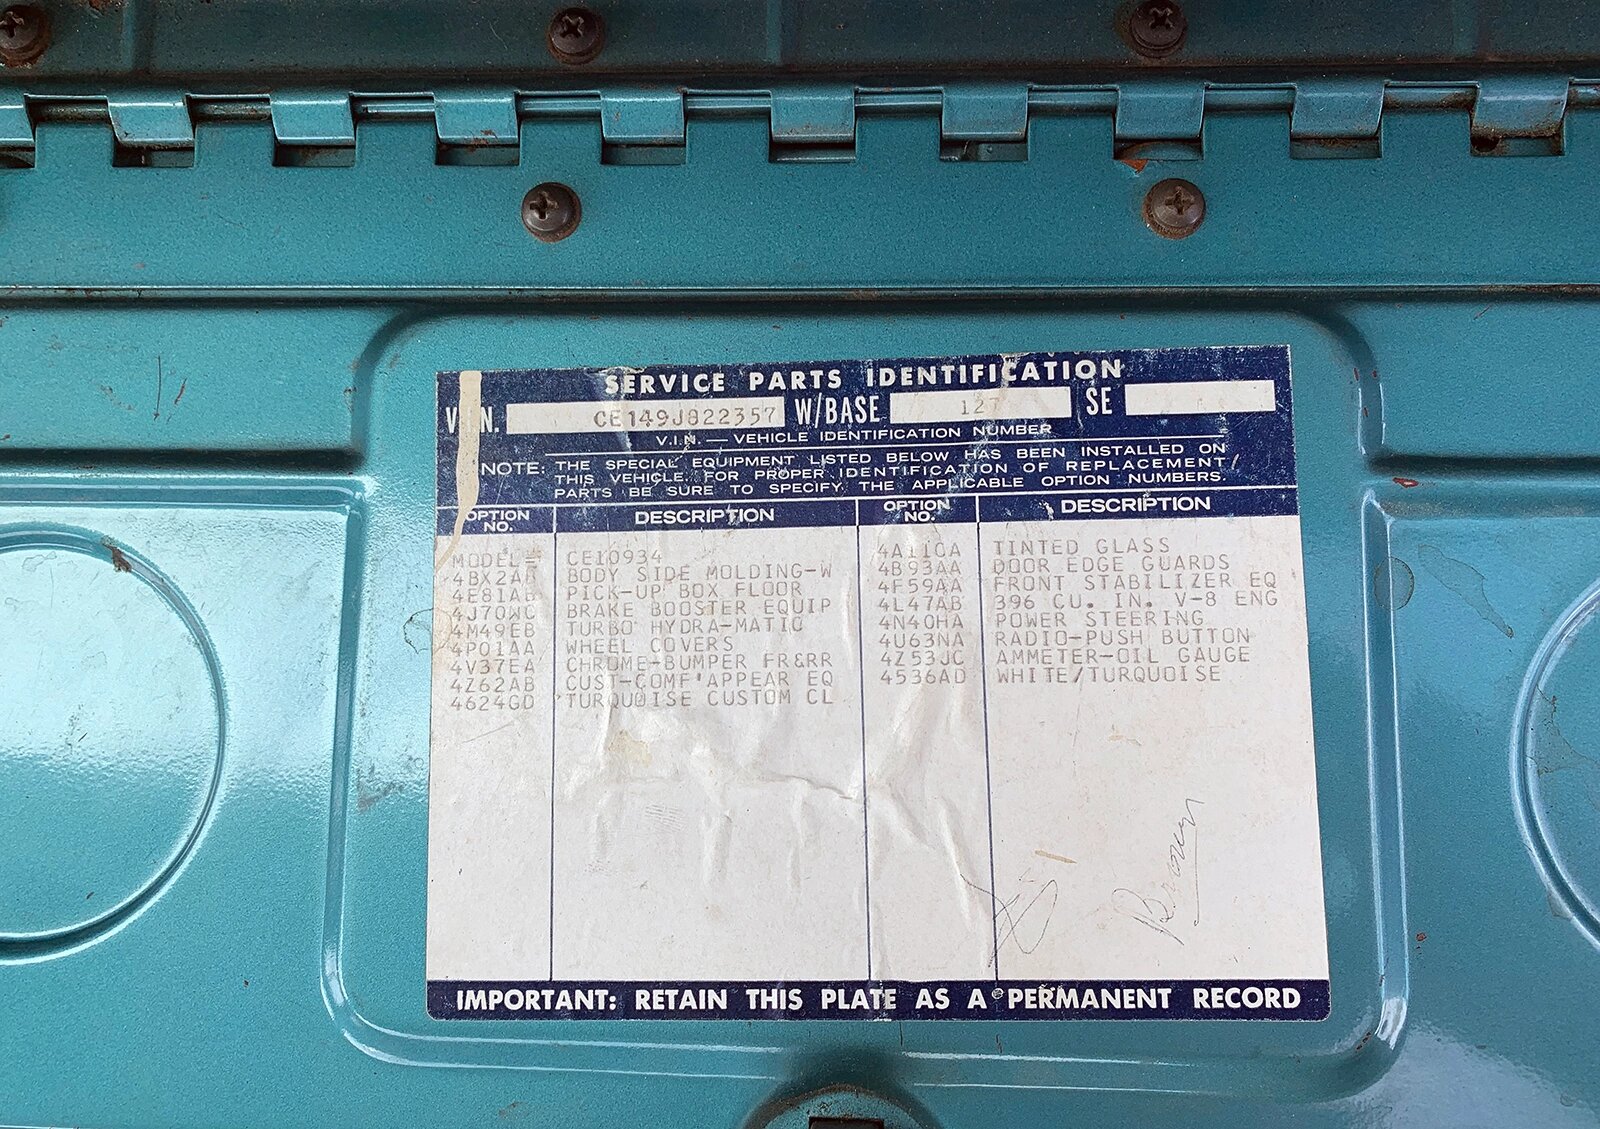 SERVICE PARTS IDENTIFICATION
V.I.N. CE149J822357 W/BASE 127 SE
V.I.N. — VEHICLE IDENTIFICATION NUMBER
NOTE: THE SPECIAL EQUIPMENT LISTED BELOW HAS BEEN INSTALLED ON
THIS VEHICLE. FOR PROPER IDENTIFICATION OF REPLACEMENT
PARTS BE SURE TO SPECIFY THE APPLICABLE OPTION NUMBERS.
OPTION NO. DESCRIPTION OPTION NO. DESCRIPTION
MODEL= CE10934
BODY SIDE MOLDING-W
PICK-UP BOX FLOOR
4J70WC BRAKE BOOSTER EQUIP
4M49EB TURBO HYDRA-MATIC
4P01AA WHEEL COVERS
4V37EA CHROME-BUMPER FR&RR
4Z62AB CUST-COMF'APPEAR EQ
4624GD TURQUOISE CUSTOM CL
4A11CA TINTED GLASS
4B93AA DOOR EDGE GUARDS
4F59AA FRONT STABILIZER EQ
4L47AB 396 CU. IN. V-8 ENG
4N40HA POWER STEERING
4U63NA RADIO-PUSH BUTTON
4Z53JC AMMETER-OIL GAUGE
4536AD WHITE/TURQUOISE
IMPORTANT: RETAIN THIS PLATE AS A PERMANENT RECORD